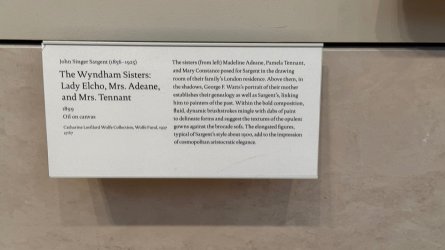 John Singer Sargent (1856–1925)
The Wyndham Sisters:
Lady Elcho, Mrs. Adeane,
and Mrs. Tennant
1899
Oil on canvas
Catharine Lorillard Wolfe Collection, Wolfe Fund, 1927
27.67
The sisters (from left) Madeline Adeane, Pamela Tennant,
and Mary Constance posed for Sargent in the drawing
room of their family's London residence. Above them, in
the shadows, George F. Watts's portrait of their mother
establishes their genealogy as well as Sargent's, linking
him to painters of the past. Within the bold composition,
fluid, dynamic brushstrokes mingle with dabs of paint
to delineate forms and suggest the textures of the opulent
gowns against the brocade sofa. The elongated figures,
typical of Sargent's style about 1900, add to the impression
of cosmopolitan aristocratic elegance.